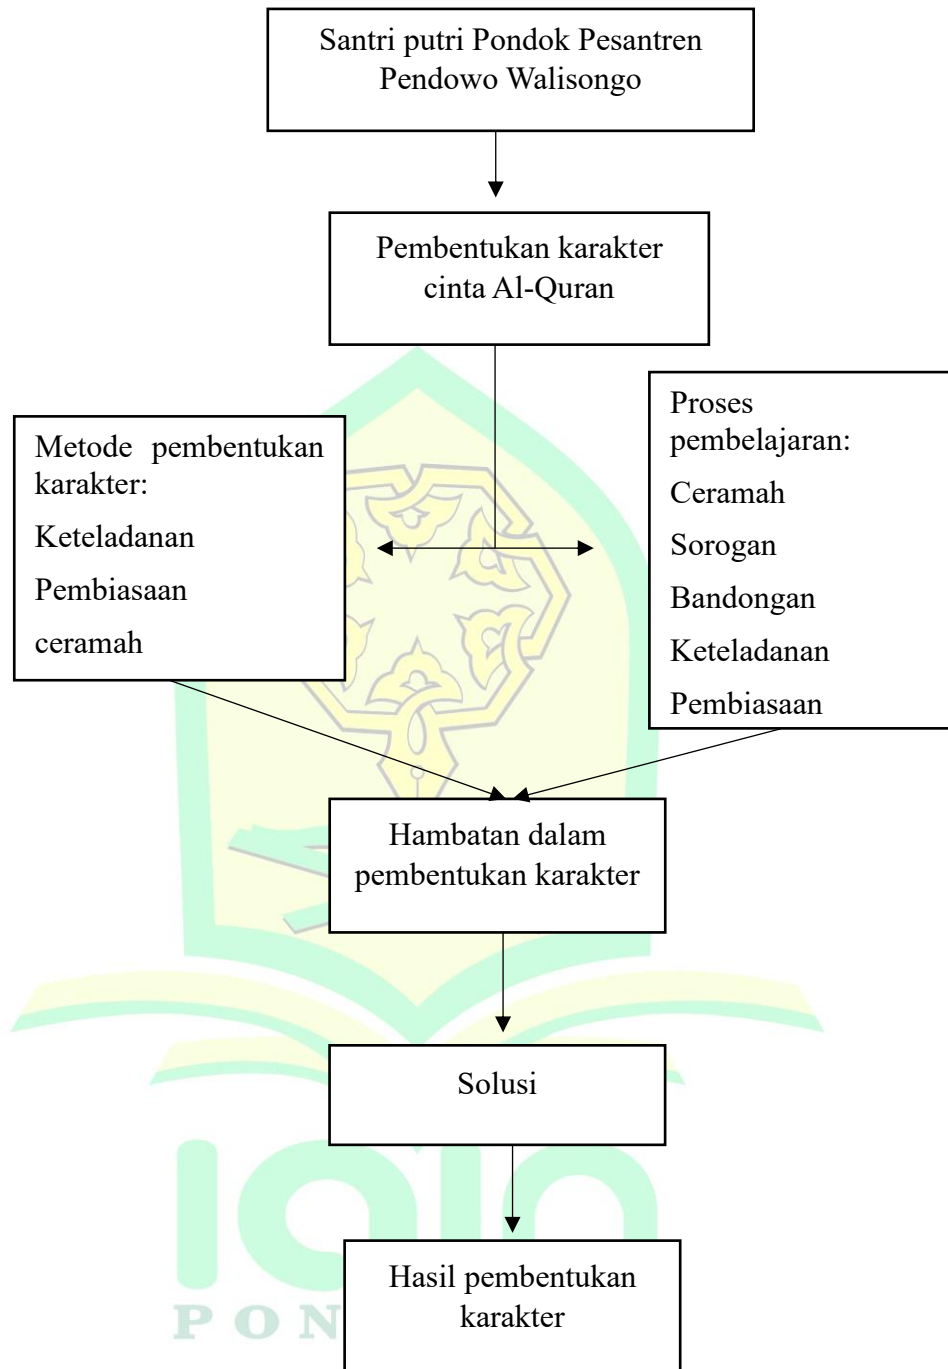 Santri putri Pondok Pesantren
Pendowo Walisongo
Pembentukan karakter
cinta Al-Quran
Metode pembentukan
karakter:
Keteladanan
Pembiasaan
ceramah
Proses
pembelajaran:
Ceramah
Sorogan
Bandongan
Keteladanan
Pembiasaan
Hambatan dalam
pembentukan karakter
Solusi
Hasil pembentukan
karakter
iain
PON